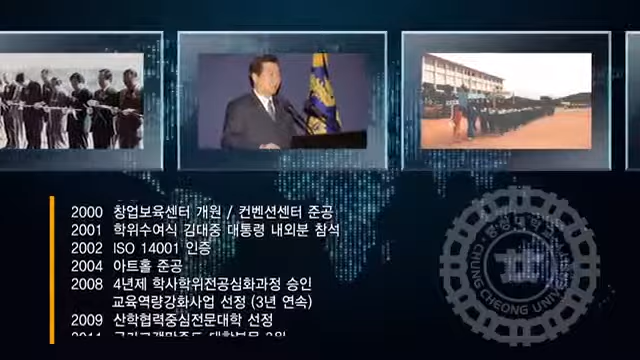 2000 창업보육센터 개원 / 컨벤션센터 준공
2001 학위수여식 김대중 대통령 내외분 참석
2002 ISO 14001 인증
2004 아트홀 준공
2008 4년제 학사학위전공심화과정 승인
교육역량강화사업 선정 (3년 연속)
2009 산학협력중심전문대학 선정
CHUNG CHEONG UNIV